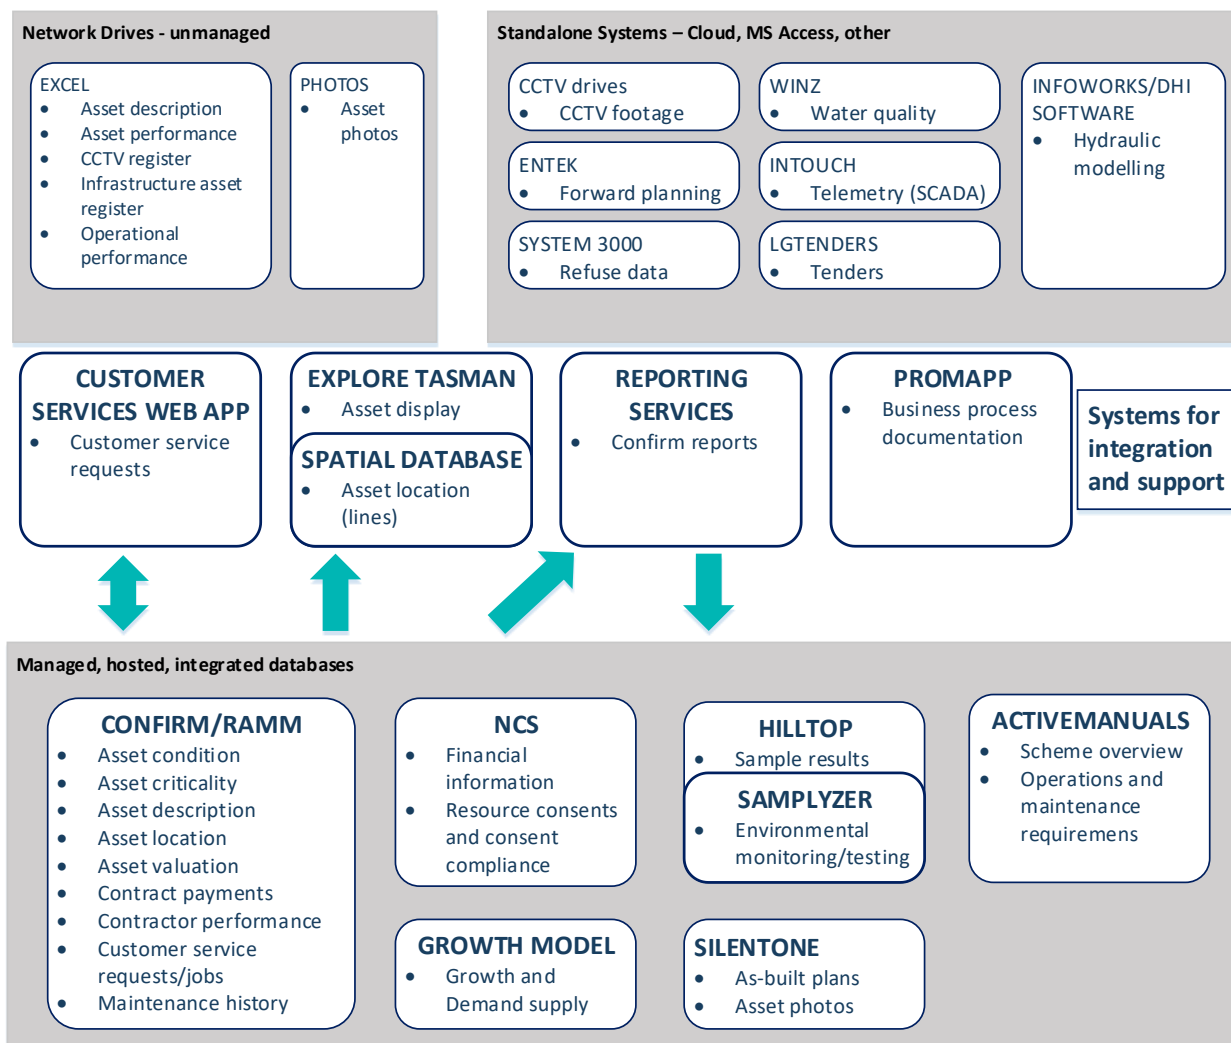 Network Drives - unmanaged
EXCEL
• Asset description
• Asset performance
• CCTV register
• Infrastructure asset
register
• Operational
performance
PHOTOS
• Asset
photos
Standalone Systems – Cloud, MS Access, other
CCTV drives
• CCTV footage
WINZ
• Water quality
INFOWORKS/DHI
SOFTWARE
• Hydraulic
modelling
ENTEK
• Forward planning
INTOUCH
• Telemetry (SCADA)
SYSTEM 3000
• Refuse data
LGTENDERS
• Tenders
CUSTOMER
SERVICES WEB APP
• Customer service
requests
EXPLORE TASMAN
• Asset display
SPATIAL DATABASE
• Asset location
(lines)
REPORTING
SERVICES
• Confirm reports
PROMAPP
• Business process
documentation
Systems for
integration
and support
Managed, hosted, integrated databases
CONFIRM/RAMM
• Asset condition
• Asset criticality
• Asset description
• Asset location
• Asset valuation
• Contract payments
• Contractor performance
• Customer service
requests/jobs
• Maintenance history
NCS
• Financial
information
• Resource consents
and consent
compliance
HILLTOP
• Sample results
SAMPLYZER
• Environmental
monitoring/testing
ACTIVEMANUALS
• Scheme overview
• Operations and
maintenance
requiremens
GROWTH MODEL
• Growth and
Demand supply
SILENTONE
• As-built plans
• Asset photos